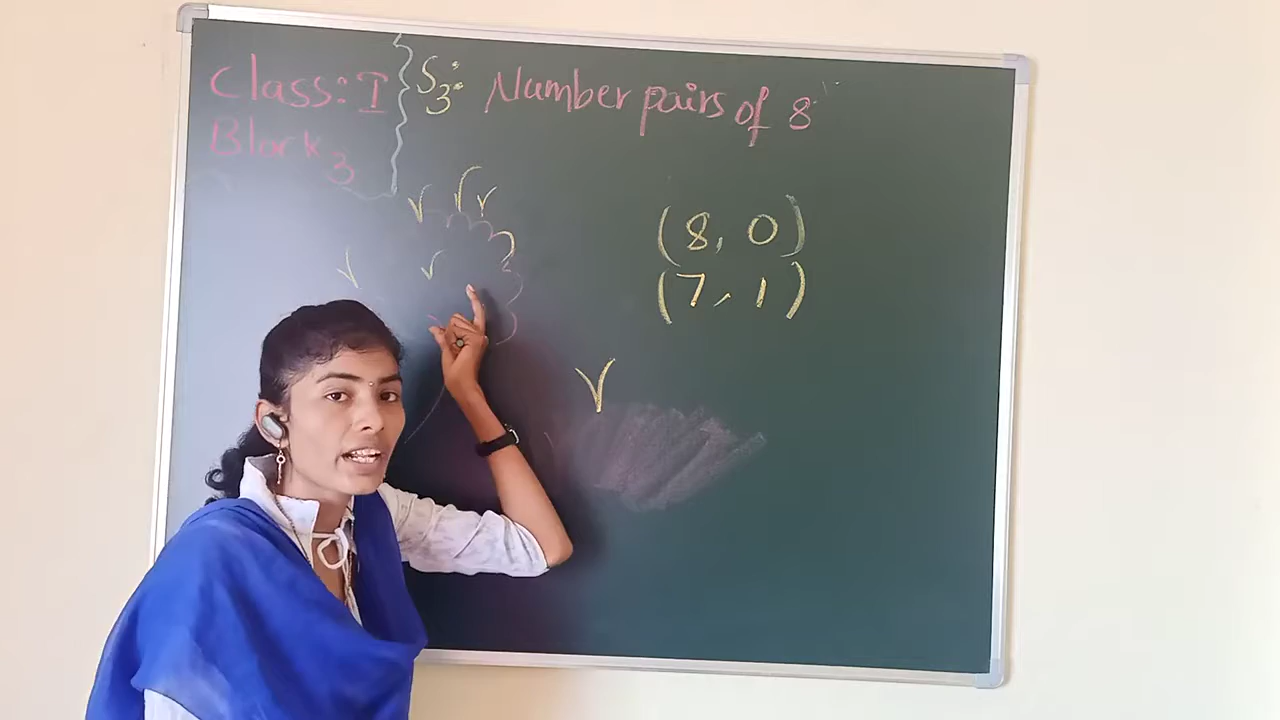 Class: I
Block 3
S3: Number pairs of 8
(8, 0)
(7, 1)